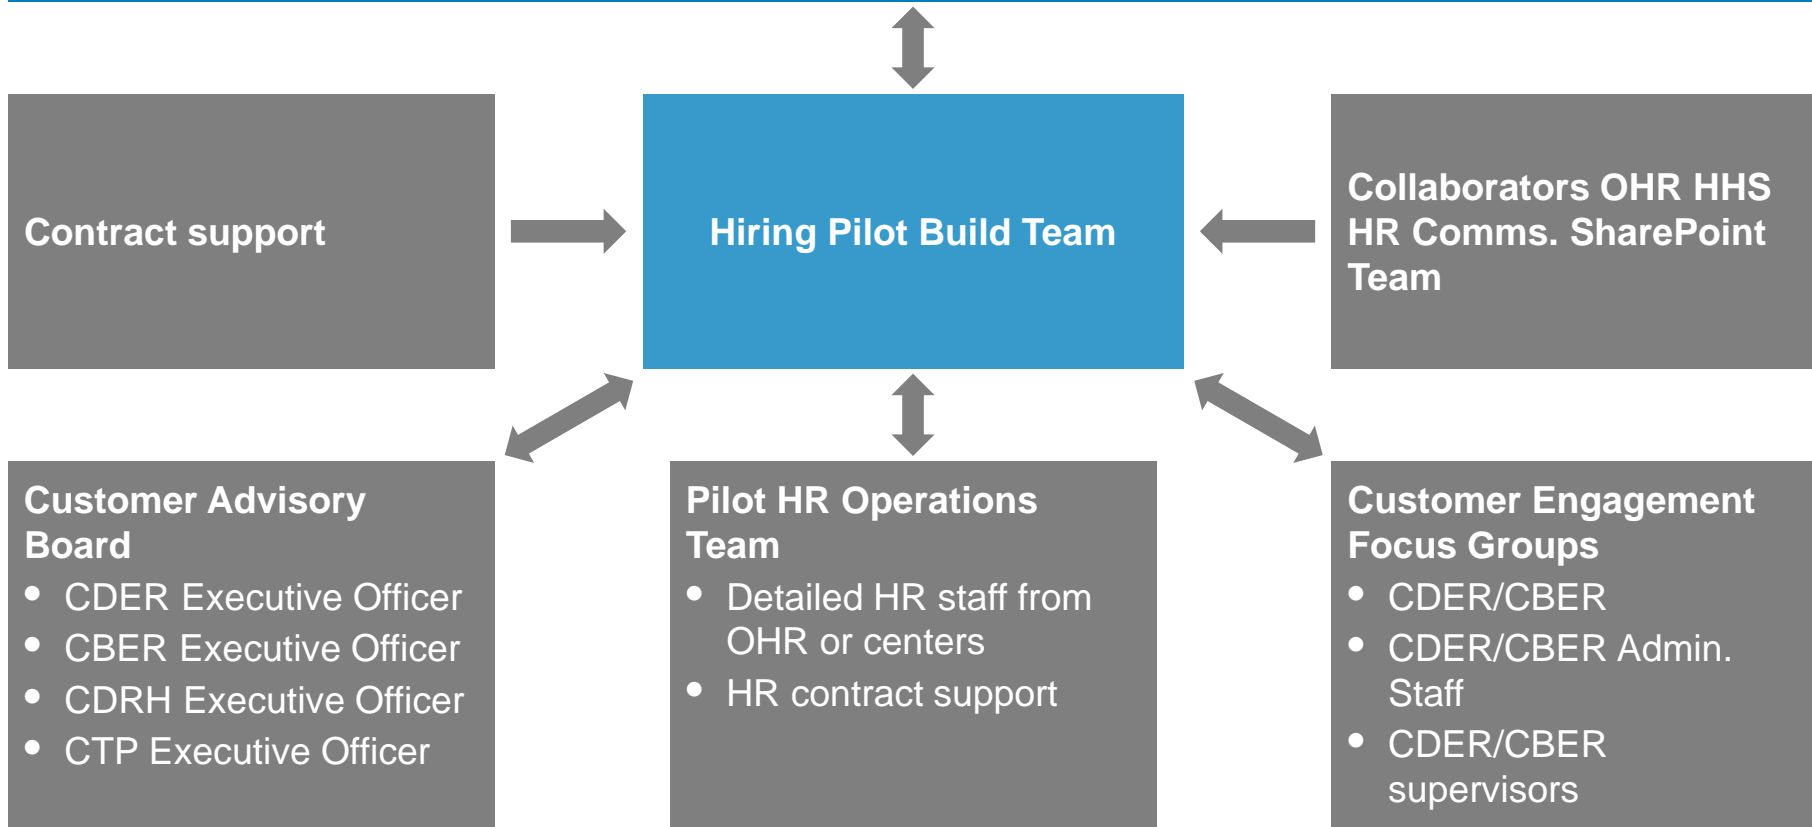 Contract support
Hiring Pilot Build Team
Collaborators OHR HHS
HR Comms. SharePoint
Team
Customer Advisory
Board
• CDER Executive Officer
• CBER Executive Officer
• CDRH Executive Officer
• CTP Executive Officer
Pilot HR Operations
Team
• Detailed HR staff from
OHR or centers
• HR contract support
Customer Engagement
Focus Groups
• CDER/CBER
• CDER/CBER Admin.
Staff
• CDER/CBER
supervisors